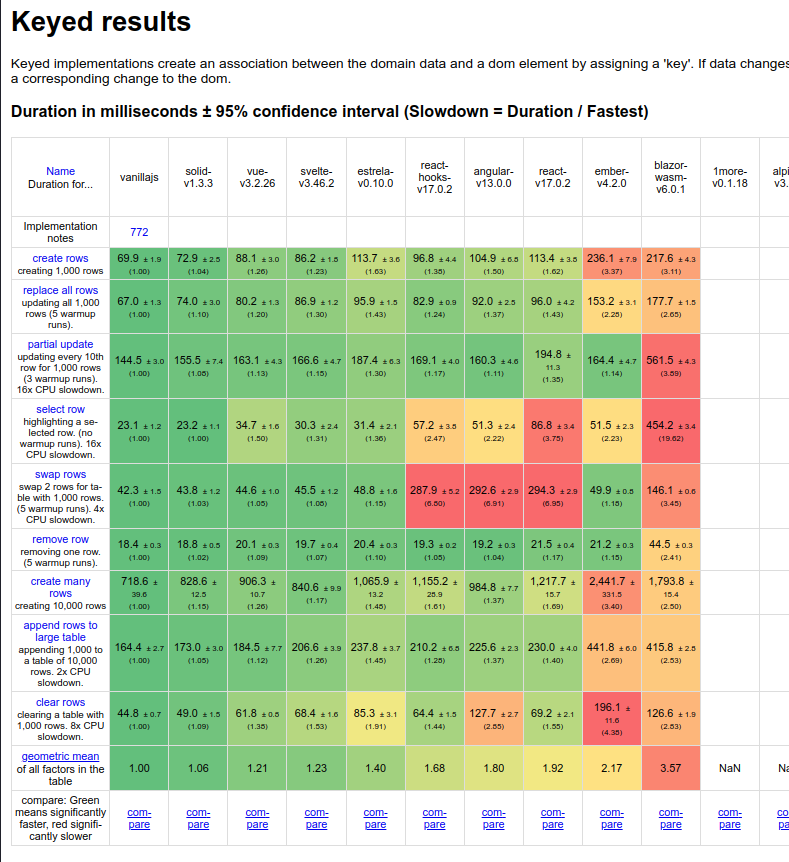 Keyed results
Keyed implementations create an association between the domain data and a dom element by assigning a 'key'. If data changes
a corresponding change to the dom.
Duration in milliseconds ± 95% confidence interval (Slowdown = Duration / Fastest)
Name
Duration for...
vanillajs
solid-
v1.3.3
vue-
v3.2.26
svelte-
v3.46.2
estrela-
v0.10.0
react-
hooks-
v17.0.2
angular-
v13.0.0
react-
v17.0.2
ember-
v4.2.0
blazor-
wasm-
v6.0.1
1more-
v0.1.18
alpi
v3.
Implementation
notes
772
create rows
creating 1,000 rows
69.9 ± 1.9
(1.00)
72.9 ± 2.5
(1.04)
88.1 ± 3.0
(1.26)
86.2 ± 1.8
(1.23)
113.7 ± 3.6
(1.63)
96.8 ± 4.4
(1.38)
104.9 ± 6.8
(1.50)
113.4 ± 3.8
(1.62)
236.1 ± 7.9
(3.37)
217.6 ± 4.3
(3.11)
replace all rows
updating all 1,000
rows (5 warmup
runs).
67.0 ± 1.3
(1.00)
74.0 ± 3.0
(1.10)
80.2 ± 1.3
(1.20)
86.9 ± 1.2
(1.30)
95.9 ± 1.5
(1.43)
82.9 ± 0.9
(1.24)
92.0 ± 2.5
(1.37)
96.0 ± 4.2
(1.43)
153.2 ± 3.1
(2.28)
177.7 ± 1.5
(2.65)
partial update
updating every 10th
row for 1,000 rows
(3 warmup runs).
16x CPU slowdown.
144.5 ± 3.0
(1.00)
155.5 ± 7.4
(1.08)
163.1 ± 4.3
(1.13)
166.6 ± 4.7
(1.15)
187.4 ± 6.3
(1.30)
169.1 ± 4.0
(1.17)
160.3 ± 4.6
(1.11)
194.8 ±
11.3
(1.35)
164.4 ± 4.7
(1.14)
561.5 ± 4.3
(3.89)
select row
highlighting a se-
lected row. (no
warmup runs). 16x
CPU slowdown.
23.1 ± 1.2
(1.00)
23.2 ± 1.1
(1.00)
34.7 ± 1.6
(1.50)
30.3 ± 2.4
(1.31)
31.4 ± 2.1
(1.36)
57.2 ± 3.8
(2.47)
51.3 ± 2.4
(2.22)
86.8 ± 3.4
(3.75)
51.5 ± 2.3
(2.23)
454.2 ± 3.4
(19.62)
swap rows
swap 2 rows for ta-
ble with 1,000 rows.
(5 warmup runs). 4x
CPU slowdown.
42.3 ± 1.5
(1.00)
43.8 ± 1.2
(1.03)
44.6 ± 1.0
(1.05)
45.5 ± 1.2
(1.08)
48.8 ± 1.6
(1.15)
287.9 ± 5.2
(6.80)
292.6 ± 2.9
(6.91)
294.3 ± 2.9
(6.95)
49.9 ± 0.8
(1.18)
146.1 ± 0.6
(3.45)
remove row
removing one row.
(5 warmup runs).
18.4 ± 0.3
(1.00)
18.8 ± 0.5
(1.02)
20.1 ± 0.3
(1.09)
19.7 ± 0.4
(1.07)
20.4 ± 0.3
(1.10)
19.3 ± 0.2
(1.05)
19.2 ± 0.3
(1.04)
21.5 ± 0.4
(1.17)
21.2 ± 0.3
(1.15)
44.5 ± 0.3
(2.41)
create many
rows
creating 10,000 rows
718.6 ±
39.6
(1.00)
828.6 ±
12.5
(1.15)
906.3 ±
10.7
(1.26)
840.6 ± 9.9
(1.17)
1,065.9 ±
13.2
(1.48)
1,155.2 ±
28.9
(1.61)
984.8 ± 7.7
(1.37)
1,217.7 ±
15.7
(1.69)
2,441.7 ±
331.5
(3.40)
1,793.8 ±
15.4
(2.50)
append rows to
large table
appending 1,000 to
a table of 10,000
rows. 2x CPU
slowdown.
164.4 ± 2.7
(1.00)
173.0 ± 3.0
(1.05)
184.5 ± 7.7
(1.12)
206.6 ± 3.9
(1.26)
237.8 ± 3.7
(1.45)
210.2 ± 6.8
(1.28)
225.6 ± 2.3
(1.37)
230.0 ± 4.0
(1.40)
441.8 ± 6.0
(2.69)
415.8 ± 2.8
(2.53)
clear rows
clearing a table with
1,000 rows. 8x CPU
slowdown.
44.8 ± 0.7
(1.00)
49.0 ± 1.5
(1.09)
61.8 ± 0.8
(1.38)
68.4 ± 1.6
(1.53)
85.3 ± 3.1
(1.91)
64.4 ± 1.5
(1.44)
127.7 ± 2.7
(2.85)
69.2 ± 2.1
(1.55)
196.1 ±
11.6
(4.38)
126.6 ± 1.9
(2.83)
geometric mean
of all factors in the
table
1.00
1.06
1.21
1.23
1.40
1.68
1.80
1.92
2.17
3.57
NaN
Na
compare: Green
means significantly
faster, red signifi-
cantly slower
com-
pare
com-
pare
com-
pare
com-
pare
com-
pare
com-
pare
com-
pare
com-
pare
com-
pare
com-
pare
com-
pare
co
pa